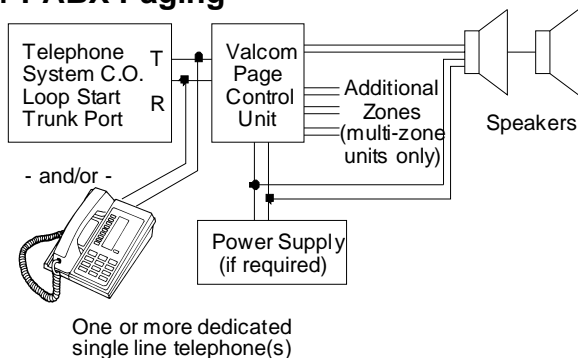 PABX Paging
Telephone
System C.O.
Loop Start
Trunk Port
T
R
Valcom
Page
Control
Unit
Additional
Zones
(multi-zone
units only)
Speakers
- and/or -
Power Supply
(if required)
One or more dedicated
single line telephone(s)